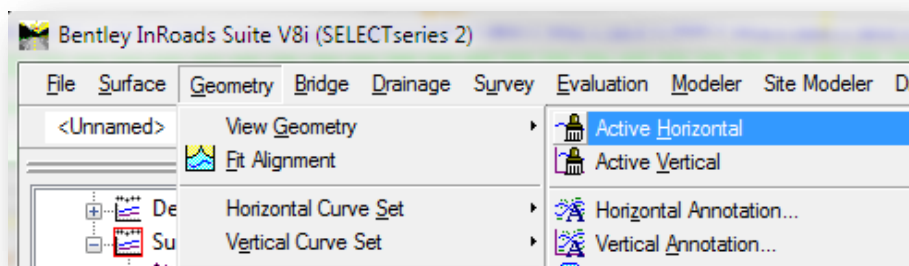 Bentley InRoads Suite V8i (SELECTseries 2)
File Surface Geometry Bridge Drainage Survey Evaluation Modeler Site Modeler
<Unnamed> View Geometry Active Horizontal
Fit Alignment Active Vertical
De Horizontal Curve Set Horizontal Annotation...
Su Vertical Curve Set Vertical Annotation...